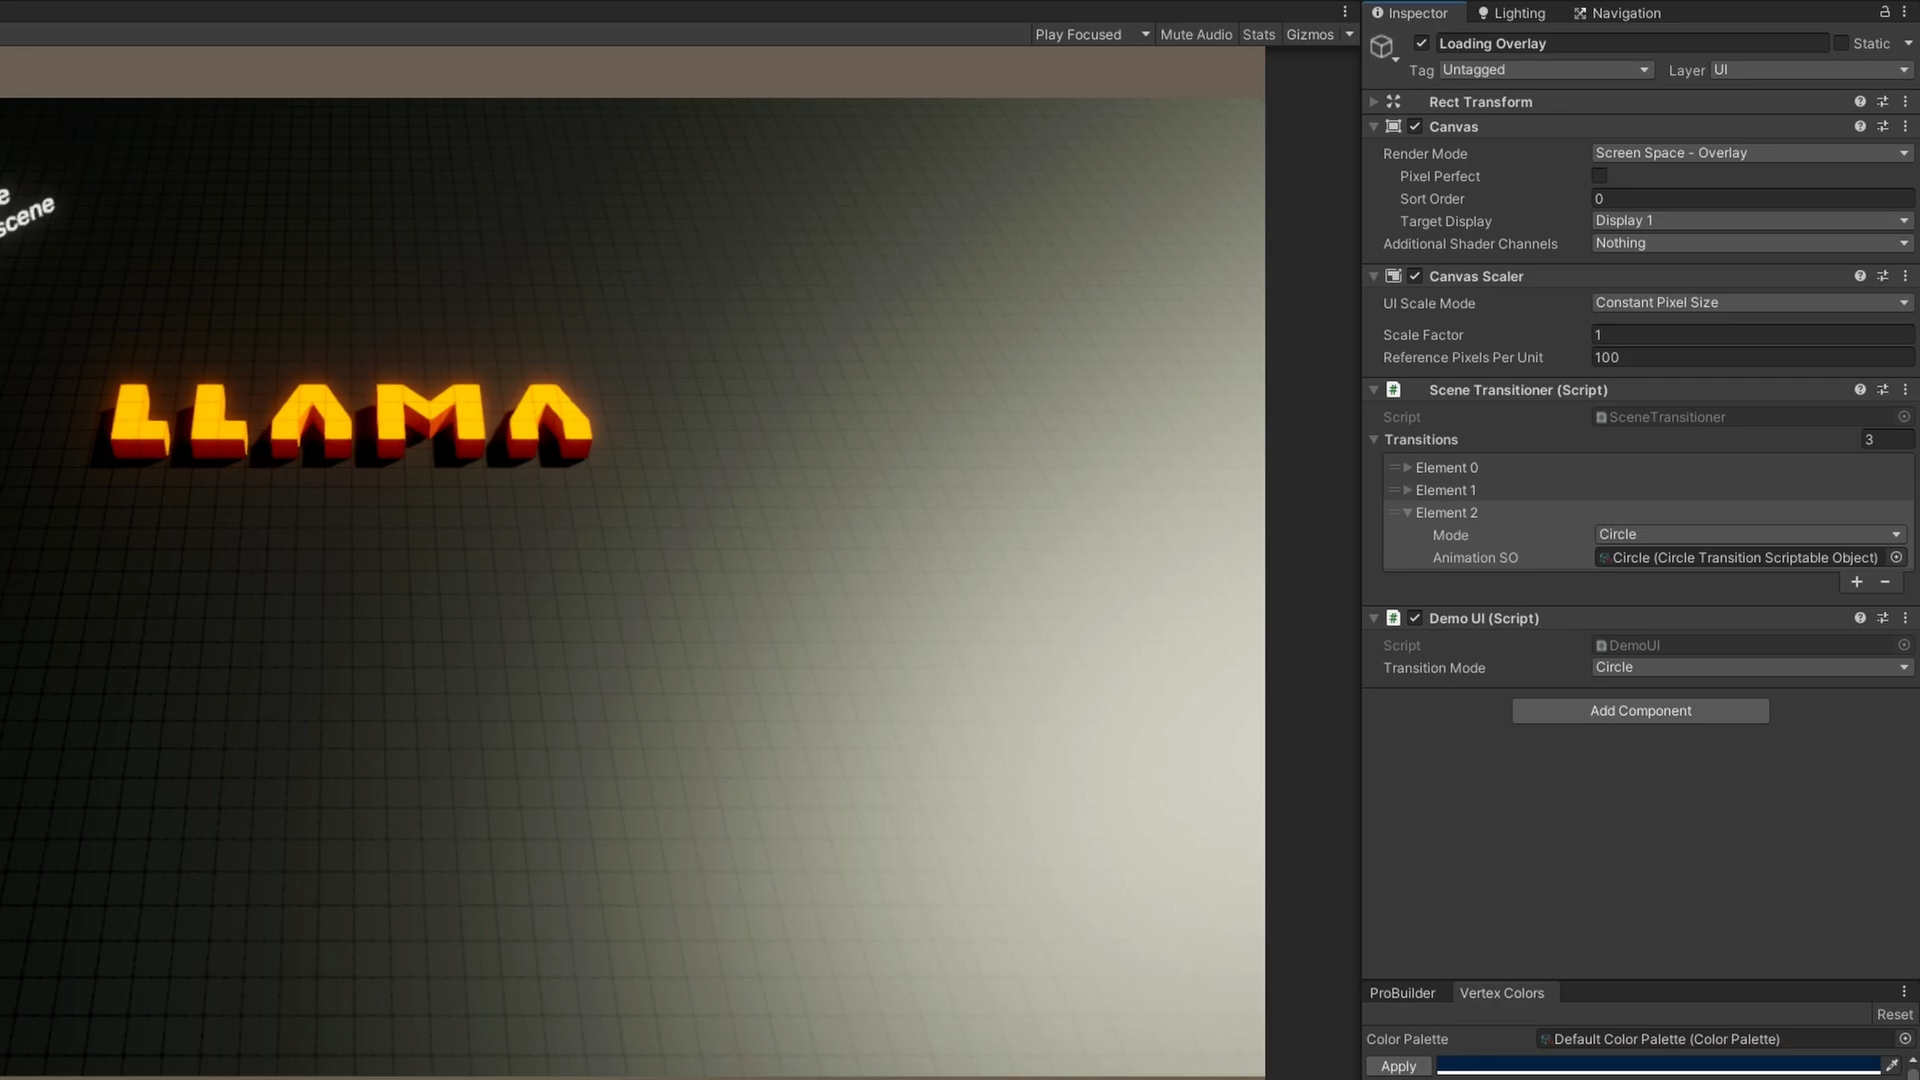 Inspector Lighting Navigation
Play Focused Mute Audio Stats Gizmos
Loading Overlay Static
Tag Untagged Layer UI
Rect Transform
Canvas
Render Mode Screen Space - Overlay
Pixel Perfect
Sort Order 0
Target Display Display 1
Additional Shader Channels Nothing
Canvas Scaler
UI Scale Mode Constant Pixel Size
Scale Factor 1
Reference Pixels Per Unit 100
Scene Transitioner (Script)
Script SceneTransitioner
Transitions 3
Element 0
Element 1
Element 2
Mode Circle
Animation SO Circle (Circle Transition Scriptable Object)
Demo UI (Script)
Script DemoUI
Transition Mode Circle
Add Component
ProBuilder Vertex Colors
Reset
Color Palette Default Color Palette (Color Palette)
Apply
e
scene
LLAMA